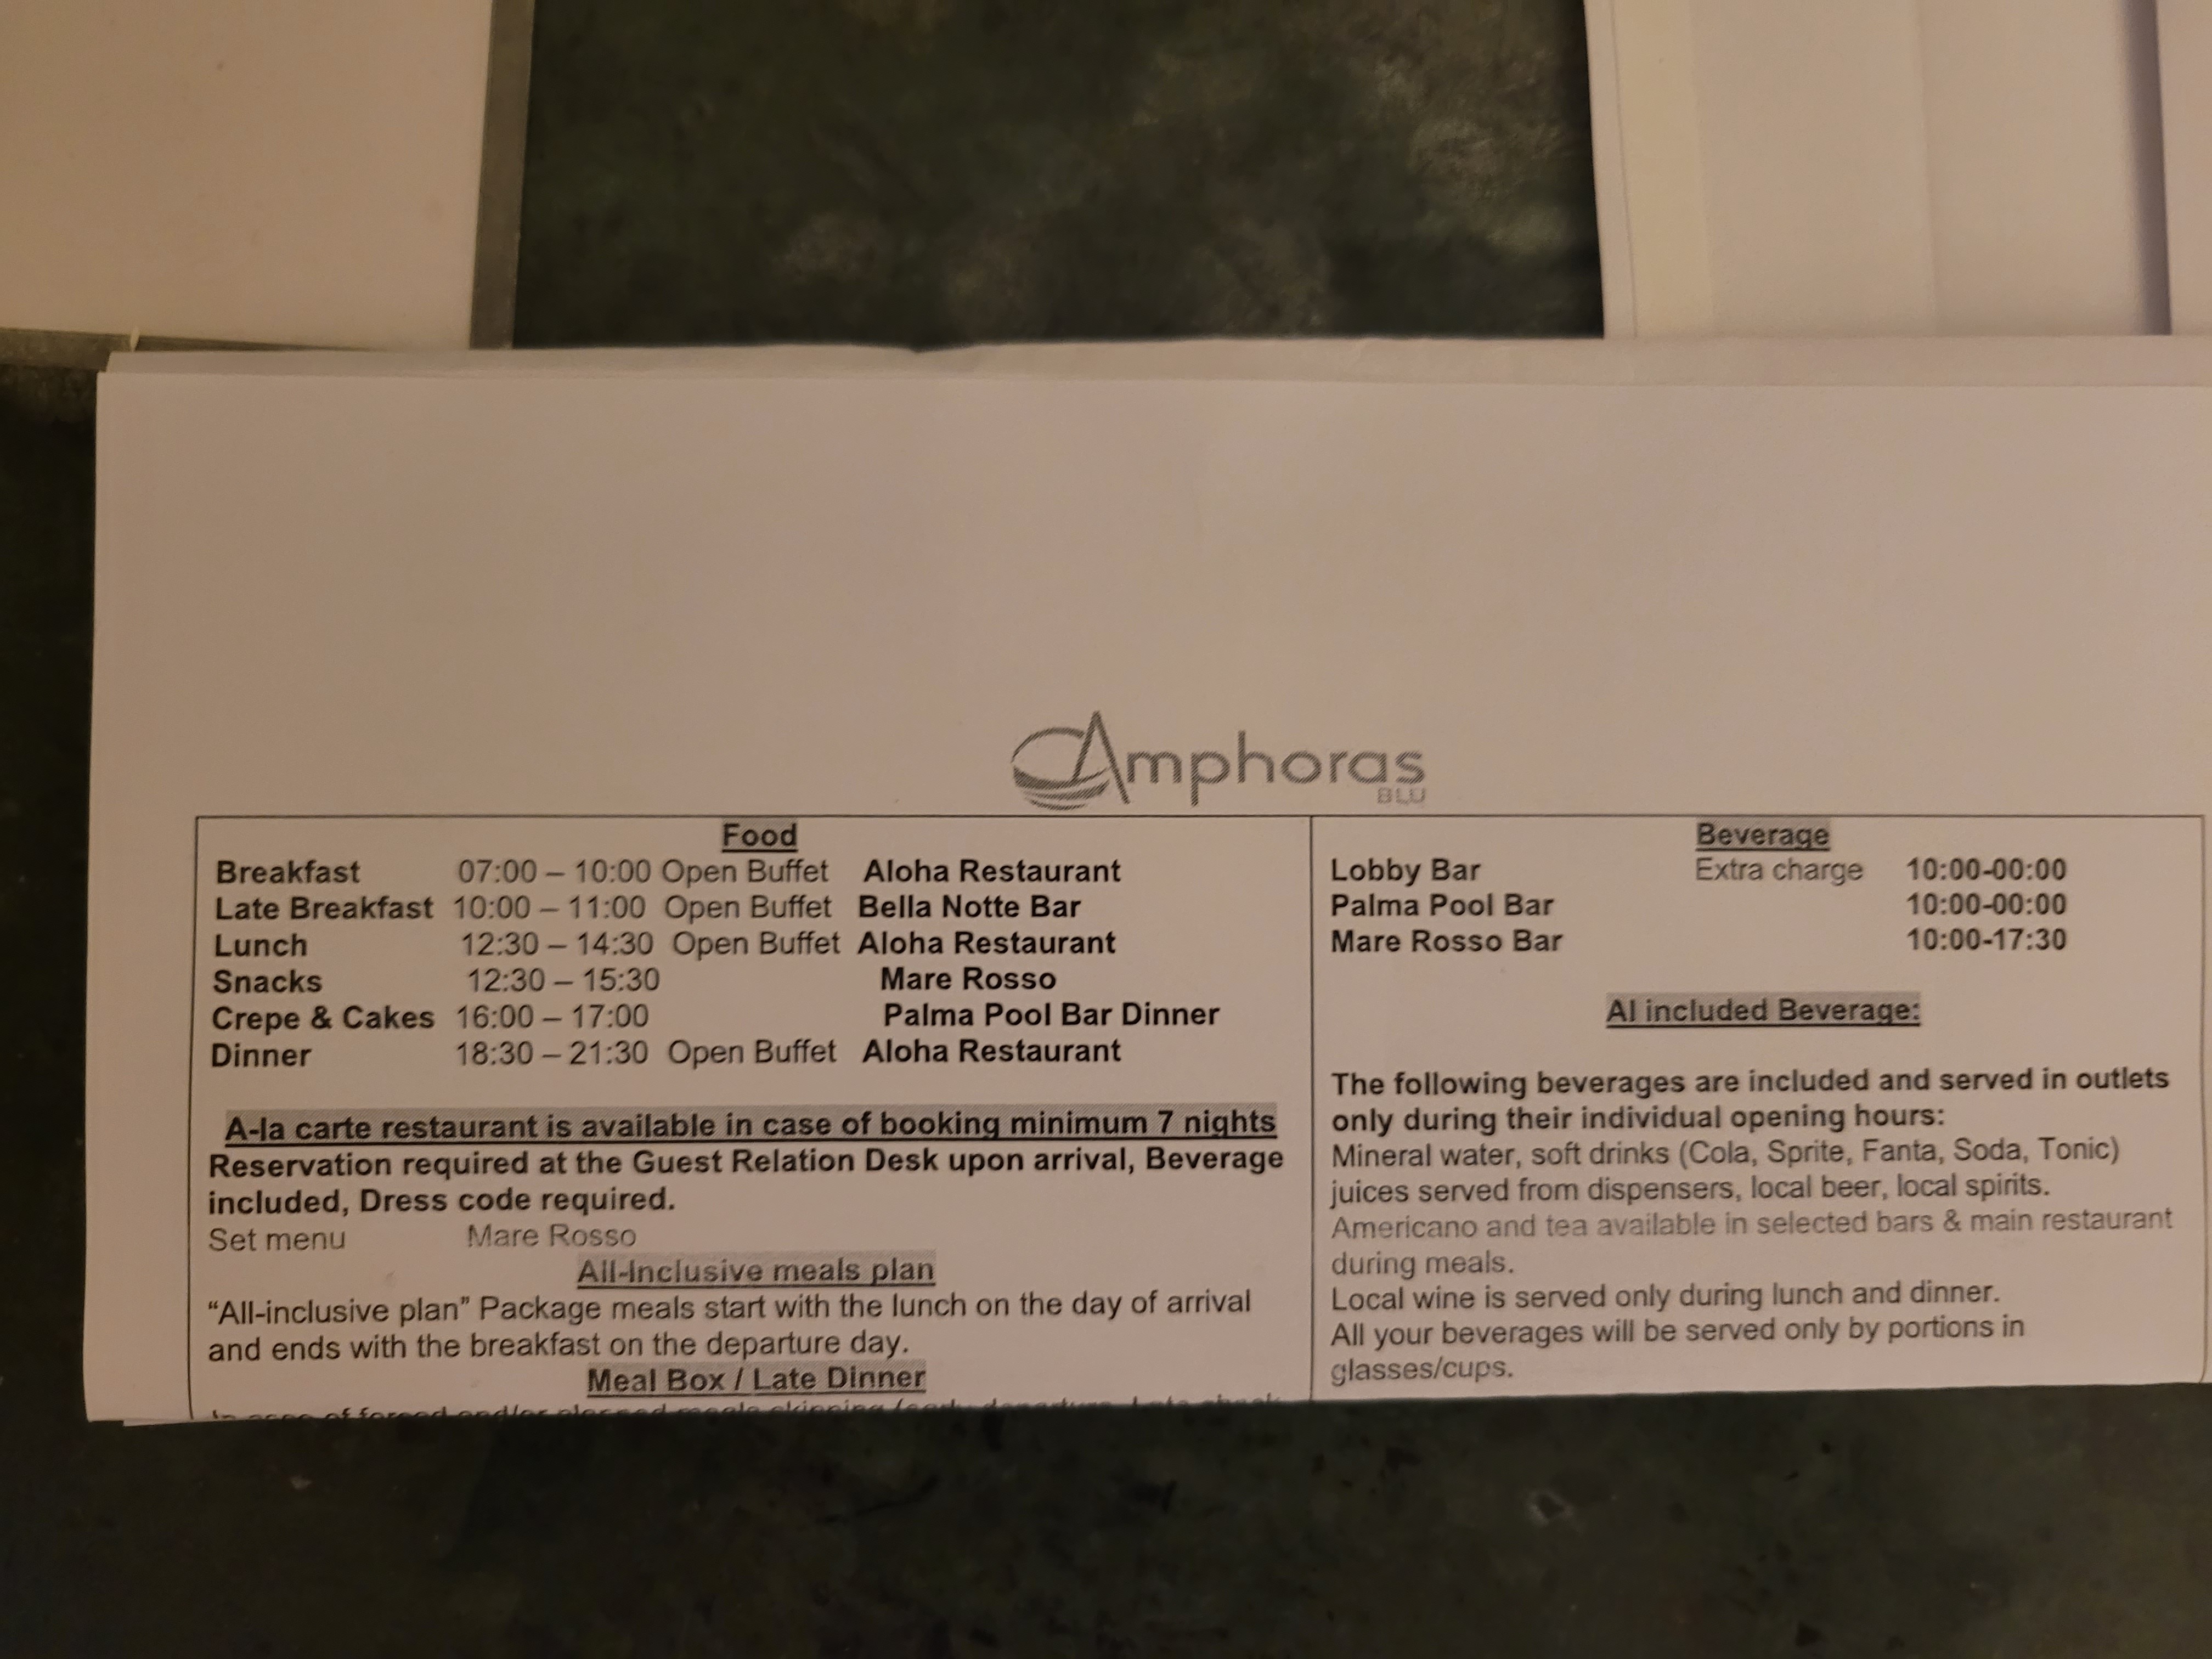 Amphoras
BLU
Food
Breakfast 07:00 – 10:00 Open Buffet Aloha Restaurant
Late Breakfast 10:00 – 11:00 Open Buffet Bella Notte Bar
Lunch 12:30 – 14:30 Open Buffet Aloha Restaurant
Snacks 12:30 – 15:30 Mare Rosso
Crepe & Cakes 16:00 – 17:00 Palma Pool Bar Dinner
Dinner 18:30 – 21:30 Open Buffet Aloha Restaurant
A-la carte restaurant is available in case of booking minimum 7 nights
Reservation required at the Guest Relation Desk upon arrival, Beverage
included, Dress code required.
Set menu Mare Rosso
All-Inclusive meals plan
“All-inclusive plan” Package meals start with the lunch on the day of arrival
and ends with the breakfast on the departure day.
Meal Box / Late Dinner
Beverage
Lobby Bar Extra charge 10:00-00:00
Palma Pool Bar 10:00-00:00
Mare Rosso Bar 10:00-17:30
AI included Beverage:
The following beverages are included and served in outlets
only during their individual opening hours:
Mineral water, soft drinks (Cola, Sprite, Fanta, Soda, Tonic)
juices served from dispensers, local beer, local spirits.
Americano and tea available in selected bars & main restaurant
during meals.
Local wine is served only during lunch and dinner.
All your beverages will be served only by portions in
glasses/cups.